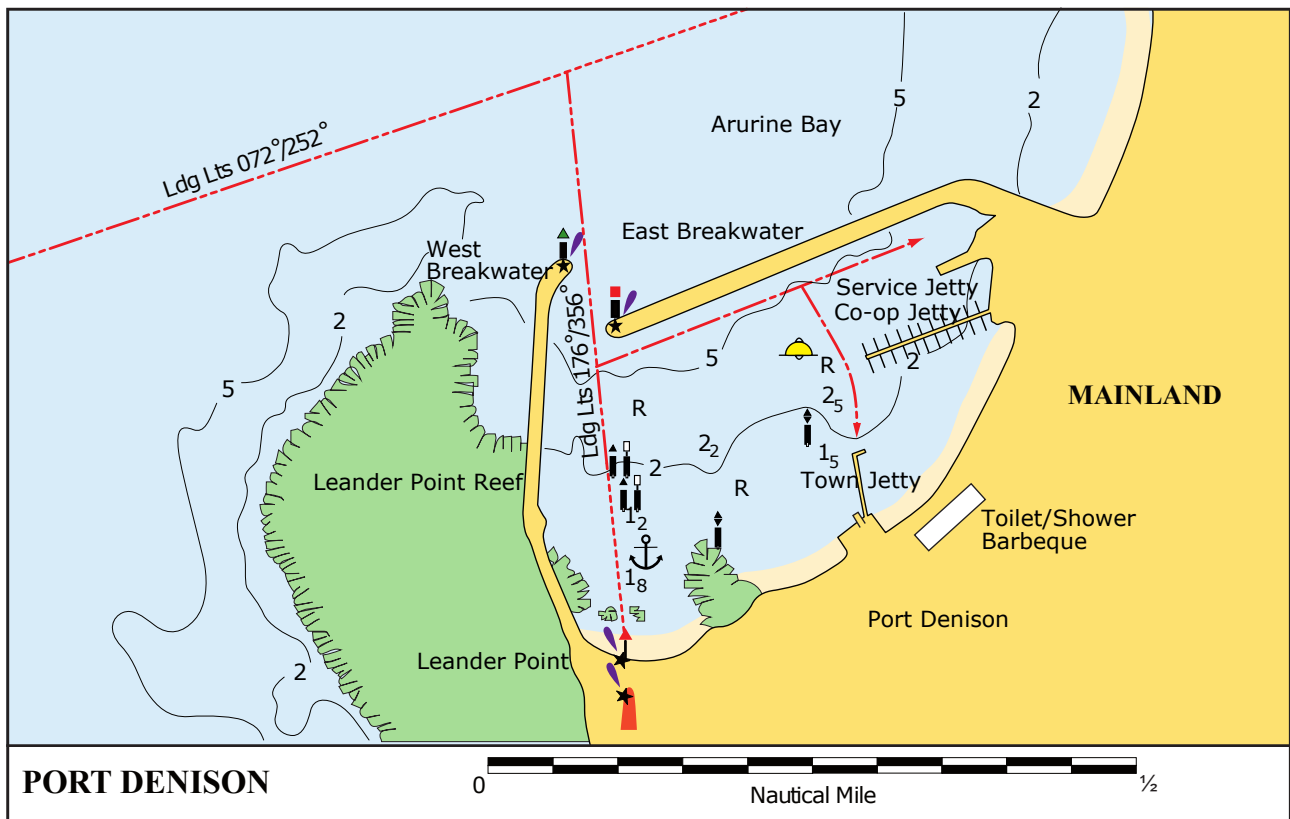 5
2
Arurine Bay
Ldg Lts 072°/252°
East Breakwater
West
Breakwater
Service Jetty
Co-op Jetty
2
5
Ldg Lts 176°/356°
5
R
2
2₅
MAINLAND
R
2₂
1₅
2
Leander Point Reef
Town Jetty
R
1₂
Toilet/Shower
Barbeque
1₈
Port Denison
Leander Point
2
PORT DENISON
0
½
Nautical Mile